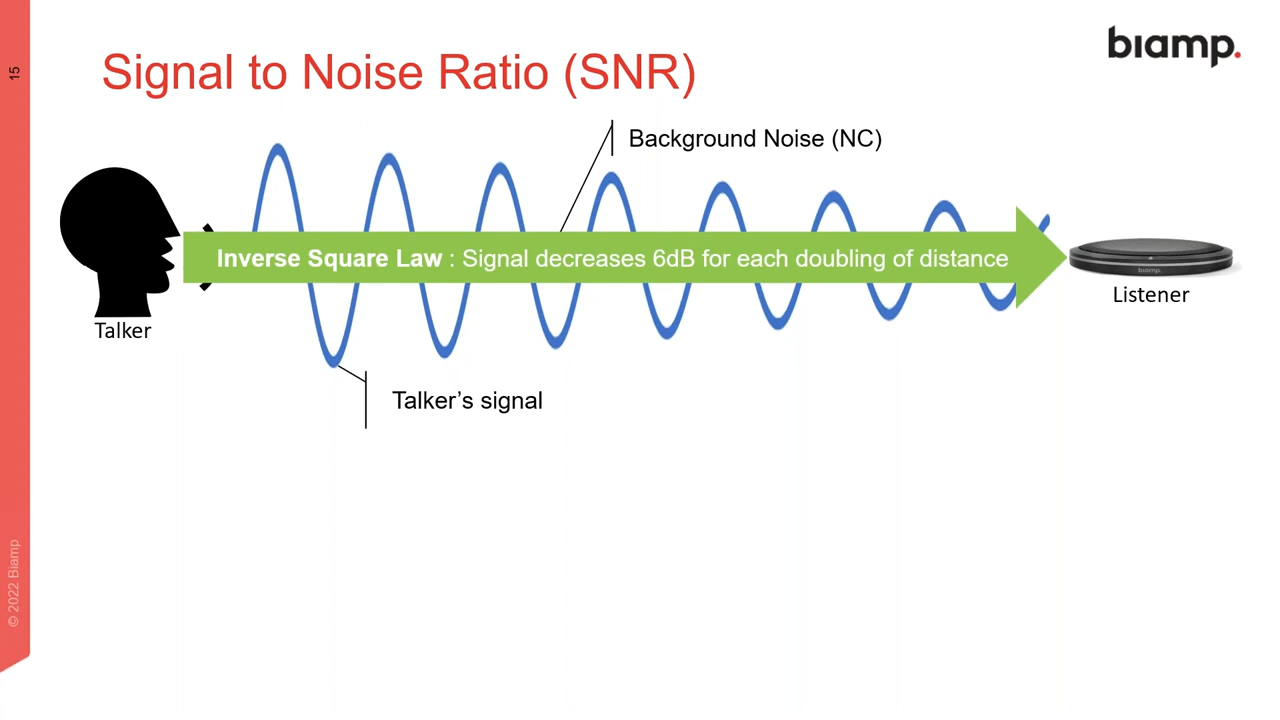 15
Signal to Noise Ratio (SNR)
biamp.
Background Noise (NC)
Inverse Square Law : Signal decreases 6dB for each doubling of distance
biamp.
Talker
Listener
Talker’s signal
© 2022 Biamp